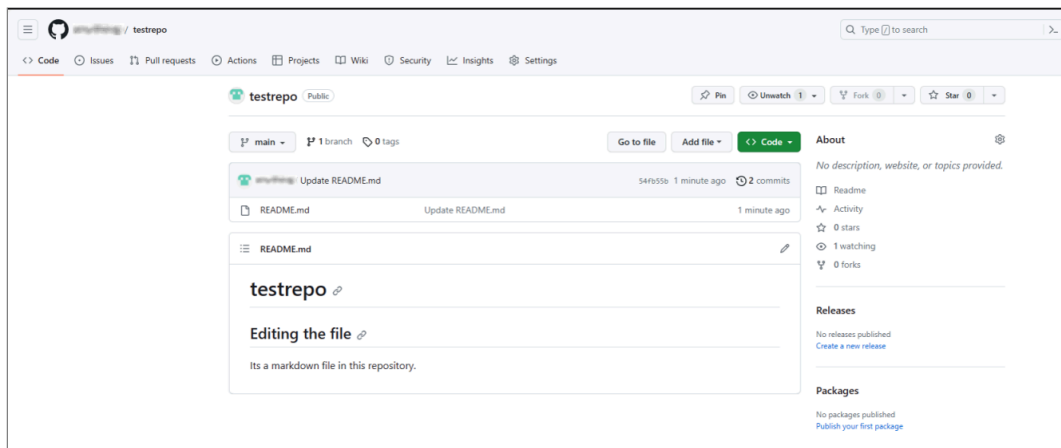 / testrepo
Type / to search
Code Issues Pull requests Actions Projects Wiki Security Insights Settings
testrepo Public
Pin Unwatch 1 Fork 0 Star 0
main 1 branch 0 tags Go to file Add file Code
Update README.md 54fb55b 1 minute ago 2 commits
README.md Update README.md 1 minute ago
README.md
testrepo
Editing the file
Its a markdown file in this repository.
About
No description, website, or topics provided.
Readme
Activity
0 stars
1 watching
0 forks
Releases
No releases published
Create a new release
Packages
No packages published
Publish your first package